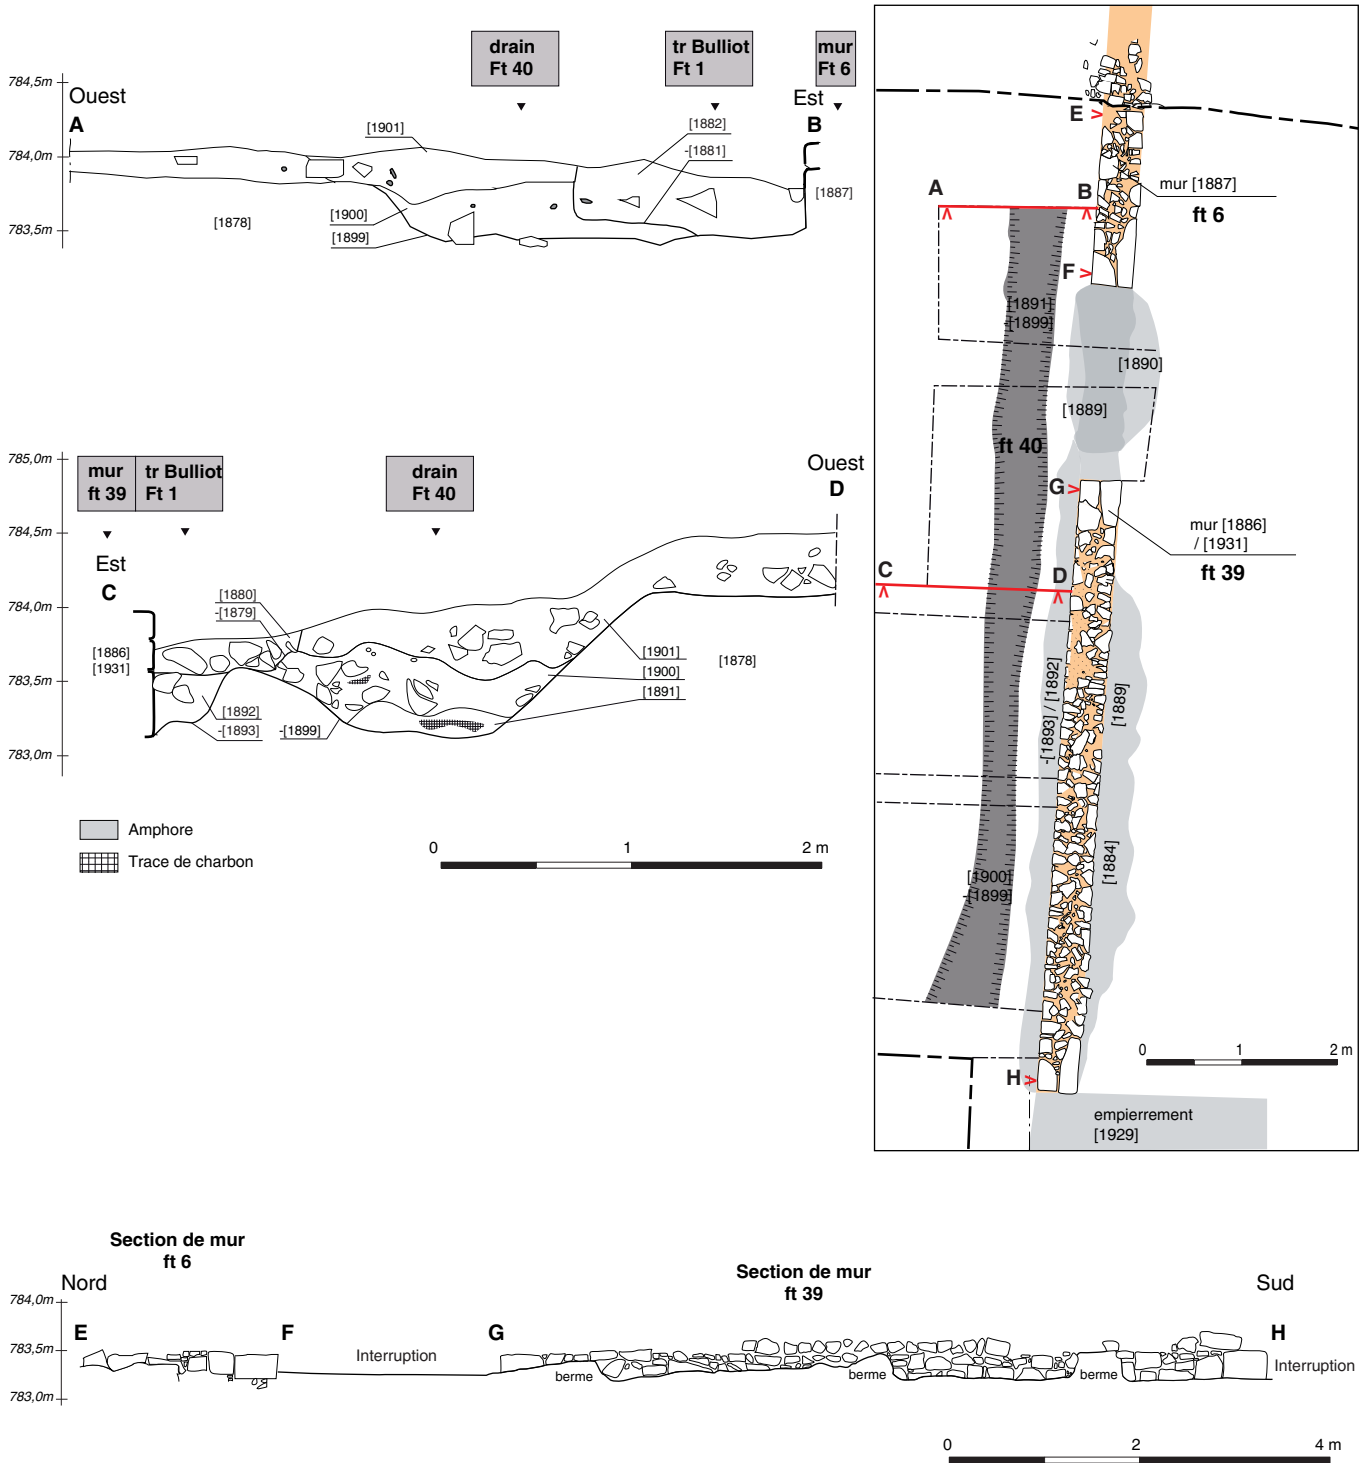 drain
Ft 40
tr Bulliot
Ft 1
mur
Ft 6
784,5m
784,0m
783,5m
Ouest
A
Est
B
[1901]
[1882]
-[1881]
[1887]
[1878]
[1900]
[1899]
785,0m
784,5m
784,0m
783,5m
783,0m
mur
ft 39
tr Bulliot
Ft 1
drain
Ft 40
Ouest
D
Est
C
[1880]
-[1879]
[1886]
[1931]
[1892]
-[1893]
-[1899]
[1901]
[1900]
[1891]
[1878]
Amphore
Trace de charbon
0
1
2 m
E
A
B
mur [1887]
ft 6
F
[1891]
-[1899]
[1890]
[1889]
ft 40
G
mur [1886]
/ [1931]
ft 39
C
D
-[1893] / [1892]
[1889]
[1884]
[1900]
-[1899]
0
1
2 m
H
empierrement
[1929]
Section de mur
ft 6
Nord
Section de mur
ft 39
Sud
784,0m
783,5m
783,0m
E
F
G
H
Interruption
berme
berme
berme
Interruption
0
2
4 m